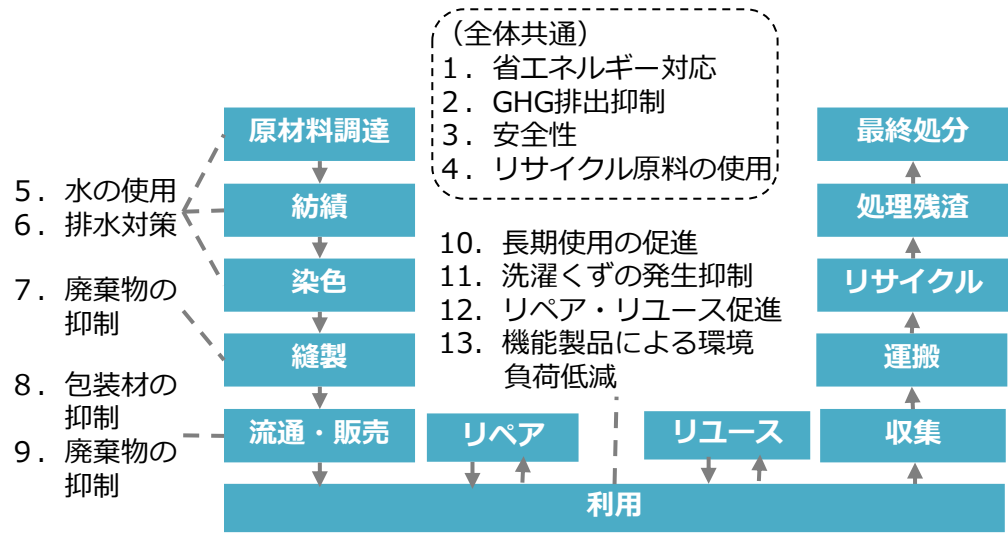 （全体共通）
１．省エネルギー対応
２．GHG排出抑制
３．安全性
４．リサイクル原料の使用
原材料調達
紡績
染色
縫製
流通・販売
５．水の使用
６．排水対策
７．廃棄物の
抑制
８．包装材の
抑制
９．廃棄物の
抑制
10．長期使用の促進
11．洗濯くずの発生抑制
12．リペア・リユース促進
13．機能製品による環境
負荷低減
リペア
リユース
利用
最終処分
処理残渣
リサイクル
運搬
収集